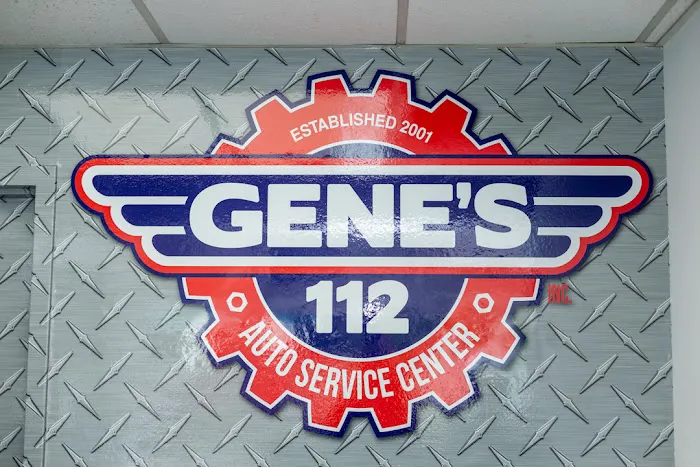 ESTABLISHED 2001
GENE'S
112
INC.
AUTO SERVICE CENTER